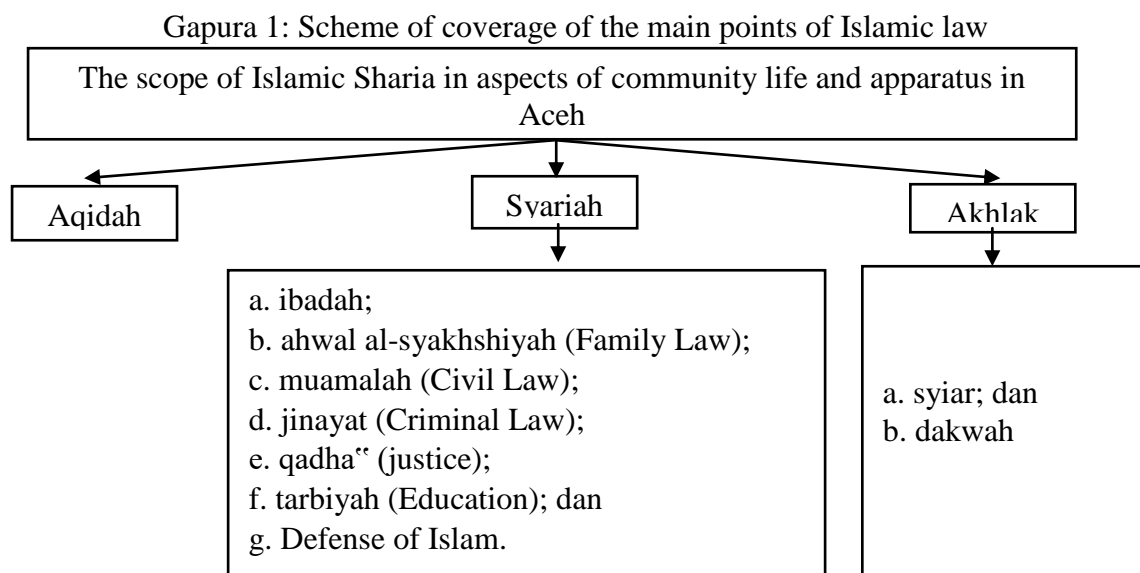 Gapura 1: Scheme of coverage of the main points of Islamic law
The scope of Islamic Sharia in aspects of community life and apparatus in
Aceh
Aqidah
Syariah
Akhlak
a. ibadah;
b. ahwal al-syakhshiyah (Family Law);
c. muamalah (Civil Law);
d. jinayat (Criminal Law);
e. qadha‟ (justice);
f. tarbiyah (Education); dan
g. Defense of Islam.
a. syiar; dan
b. dakwah